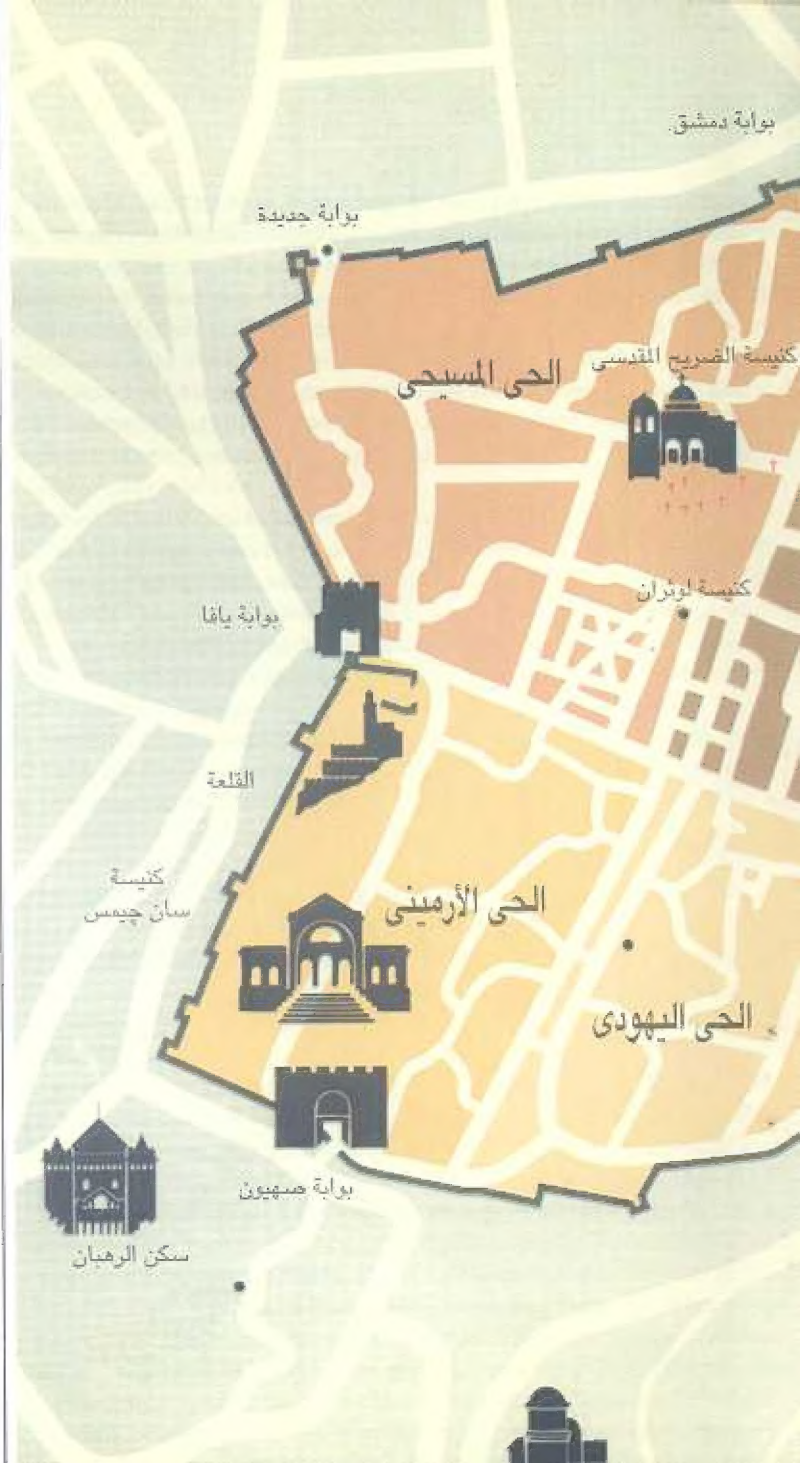 بوابة دمشق
بوابة جديدة
كنيسة الضريح المقدسى
الحى المسيحى
كنيسة لوثران
بوابة يافا
القلعة
كنيسة
سان چيمس
الحى الأرمينى
الحى اليهودى
بوابة صهيون
سكن الرهبان